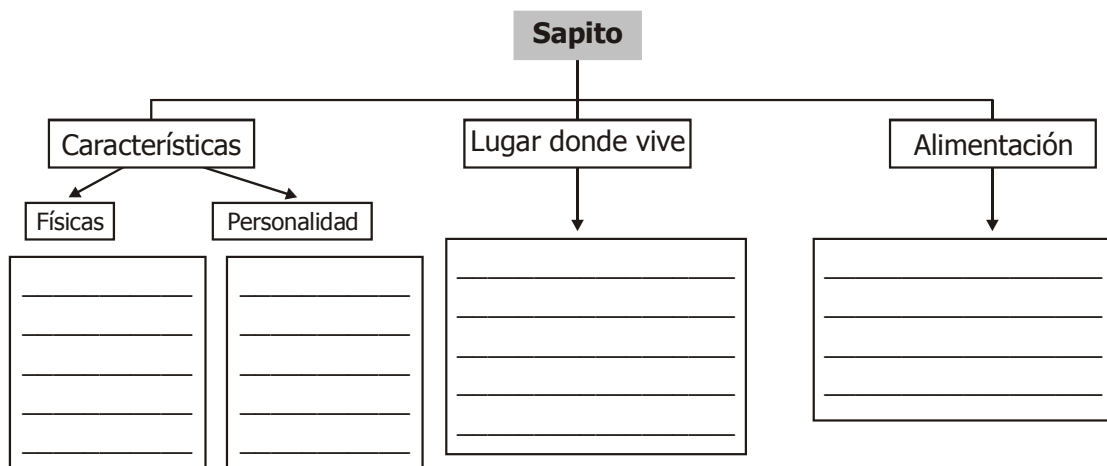 Sapito
Características
Lugar donde vive
Alimentación
Físicas
Personalidad